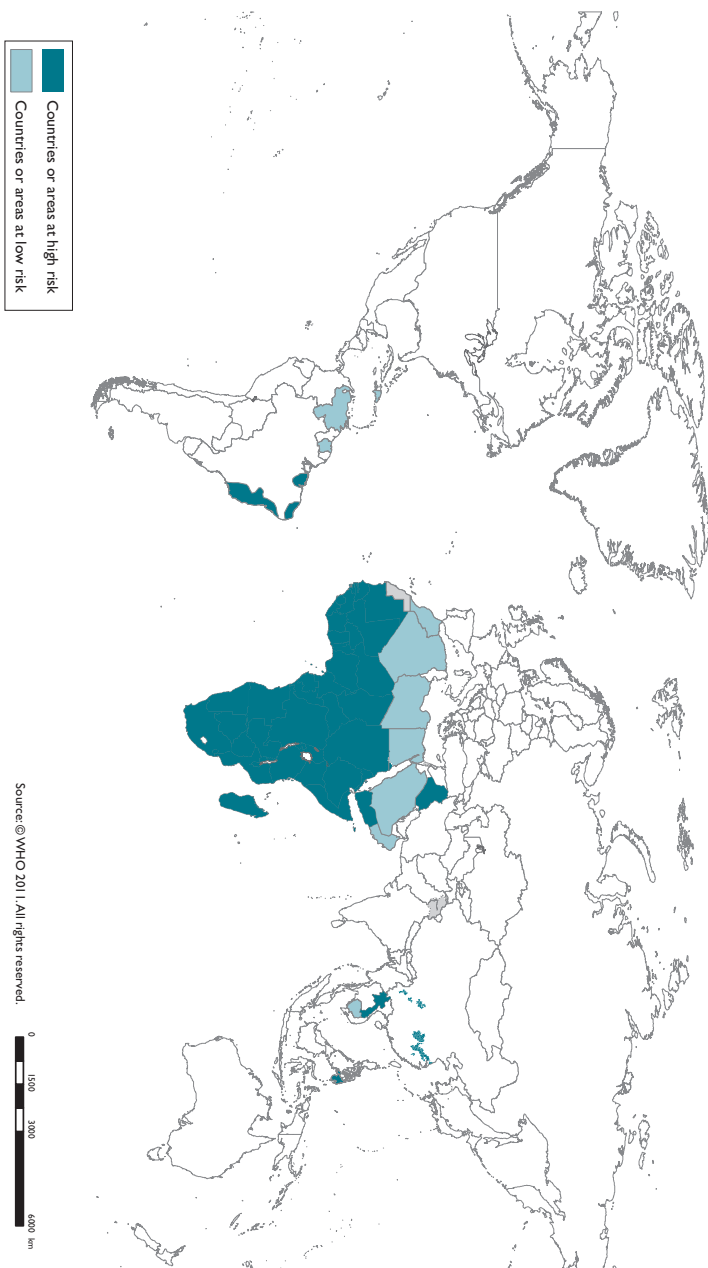 Countries or areas at high risk
Countries or areas at low risk
Source: © WHO 2011. All rights reserved.
0 1500 3000 6000 km